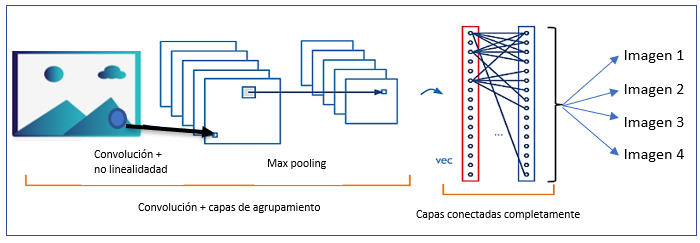 Convolución +
no linealidadad
Max pooling
Convolución + capas de agrupamiento
vec
...
Capas conectadas completamente
Imagen 1
Imagen 2
Imagen 3
Imagen 4